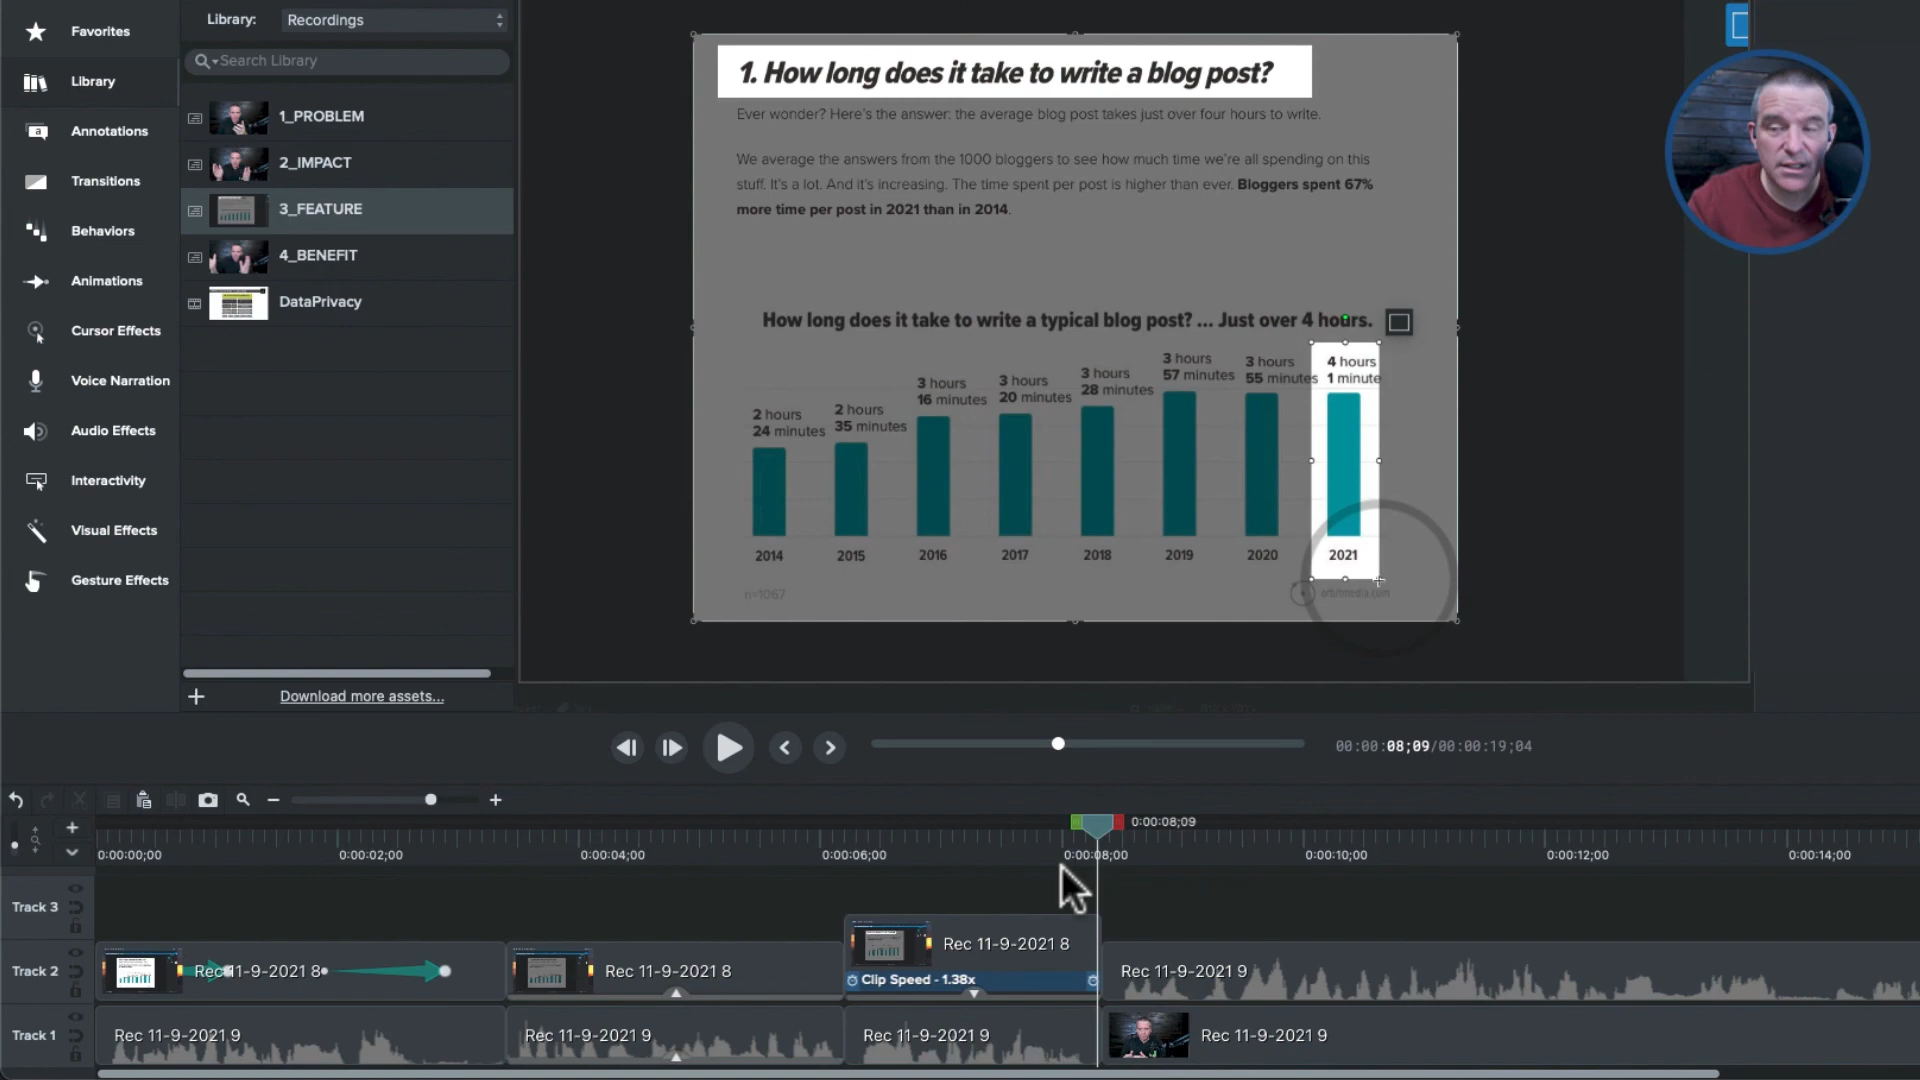 Favorites
Library
Annotations
Transitions
Behaviors
Animations
Cursor Effects
Voice Narration
Audio Effects
Interactivity
Visual Effects
Gesture Effects
Library: Recordings
Search Library
1_PROBLEM
2_IMPACT
3_FEATURE
4_BENEFIT
DataPrivacy
Download more assets...
1. How long does it take to write a blog post?
Ever wonder? Here's the answer: the average blog post takes just over four hours to write.
We average the answers from the 1000 bloggers to see how much time we're all spending on this
stuff. It's a lot. And it's increasing. The time spent per post is higher than ever. Bloggers spent 67%
more time per post in 2021 than in 2014.
How long does it take to write a typical blog post? ... Just over 4 hours.
2 hours
24 minutes
2 hours
35 minutes
3 hours
16 minutes
3 hours
20 minutes
3 hours
28 minutes
3 hours
57 minutes
3 hours
55 minutes
4 hours
1 minute
2014 2015 2016 2017 2018 2019 2020 2021
n=1067
orbitmedia.com
00:00:08;09/00:00:19;04
0:00:08;09
0:00:00;00 0:00:02;00 0:00:04;00 0:00:06;00 0:00:08;00 0:00:10;00 0:00:12;00 0:00:14;00
Track 3
Rec 11-9-2021 8
Clip Speed - 1.38x
Track 2
Rec 11-9-2021 8
Rec 11-9-2021 8
Rec 11-9-2021 9
Track 1
Rec 11-9-2021 9
Rec 11-9-2021 9
Rec 11-9-2021 9
Rec 11-9-2021 9